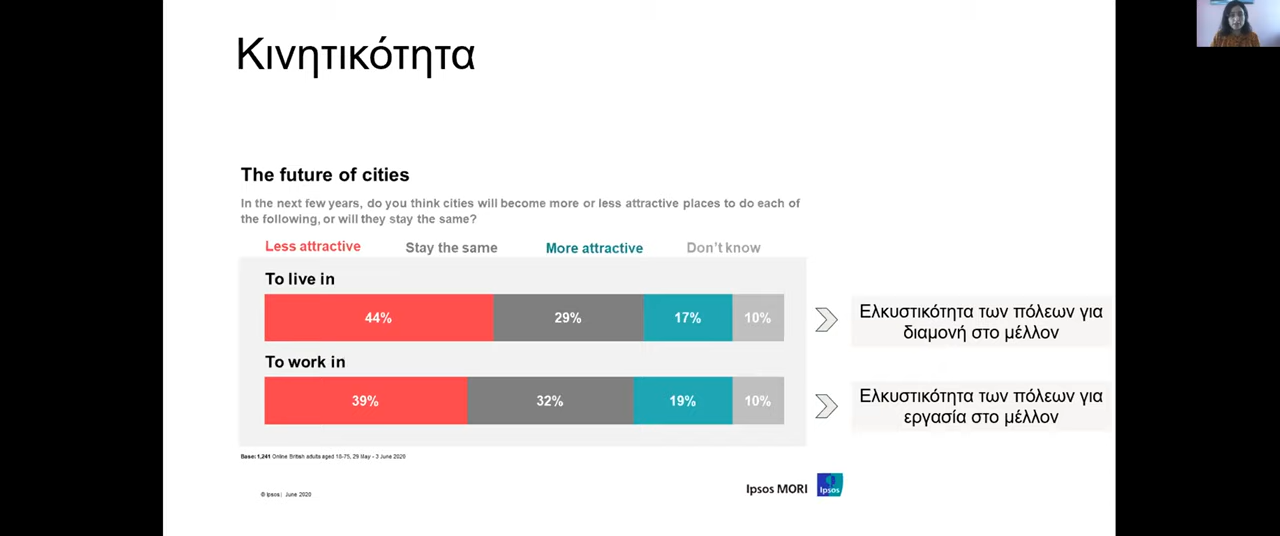 Κινητικότητα
The future of cities
In the next few years, do you think cities will become more or less attractive places to do each of
the following, or will they stay the same?
Less attractive Stay the same More attractive Don't know
To live in
44% 29% 17% 10%
Ελκυστικότητα των πόλεων για
διαμονή στο μέλλον
To work in
39% 32% 19% 10%
Ελκυστικότητα των πόλεων για
εργασία στο μέλλον
Base: 1,241 Online British adults aged 18-75, 29 May - 3 June 2020
© Ipsos | June 2020
Ipsos MORI Ipsos